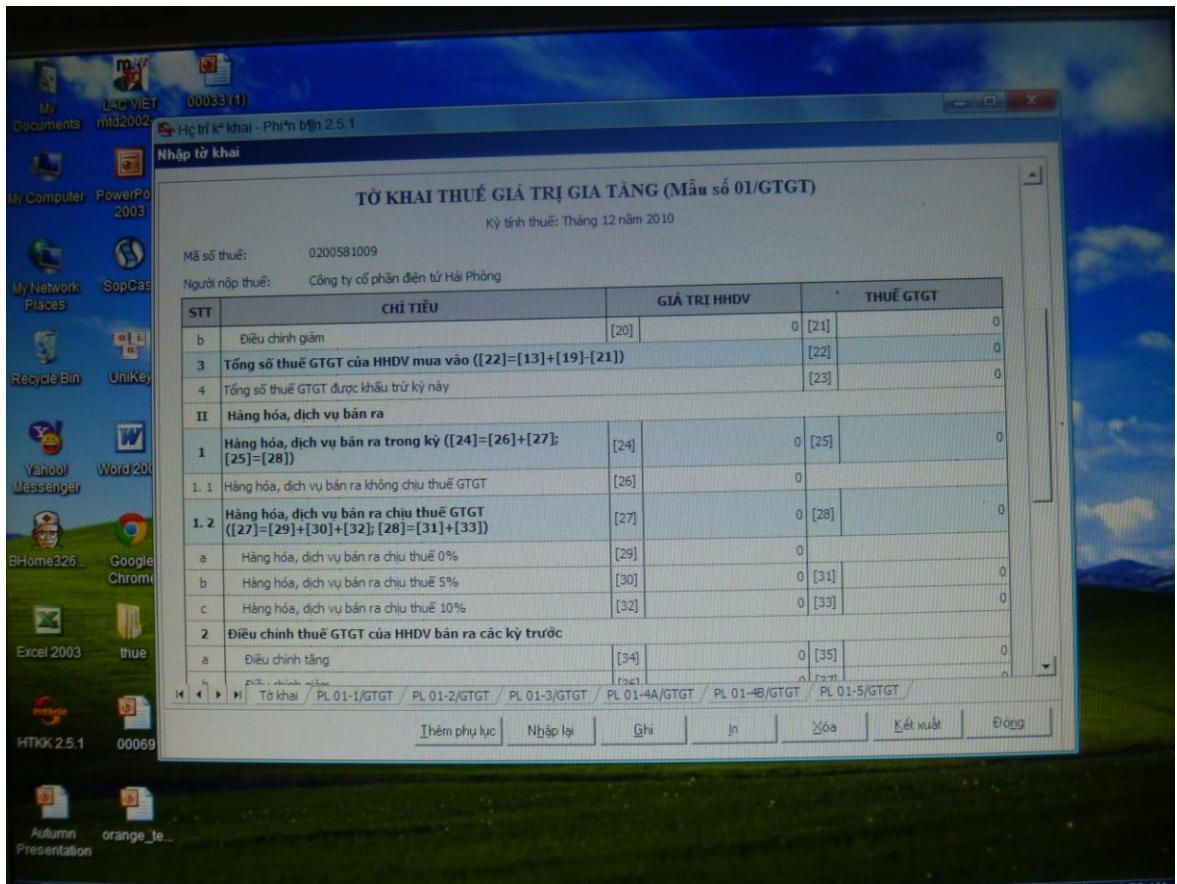 My Documents
LAC VIET mtd2002
00033 (1)
My Computer
PowerPo 2003
My Network Places
SopCas
Recycle Bin
UniKey
Yahoo! Messenger
Word 200
BHome326...
Google Chrome
Excel 2003
thue
HTKK 2.5.1
00069
Autumn Presentation
orange_te...
Hç trî kª khai - Phiªn b¶n 2.5.1
Nhập tờ khai
TỜ KHAI THUẾ GIÁ TRỊ GIA TĂNG (Mẫu số 01/GTGT)
Kỳ tính thuế: Tháng 12 năm 2010
Mã số thuế: 0200581009
Người nộp thuế: Công ty cổ phần điện tử Hải Phòng
STT CHỈ TIÊU GIÁ TRỊ HHDV THUẾ GTGT
b Điều chỉnh giảm [20] 0 [21] 0
3 Tổng số thuế GTGT của HHDV mua vào ([22]=[13]+[19]-[21]) [22] 0
4 Tổng số thuế GTGT được khấu trừ kỳ này [23] 0
II Hàng hóa, dịch vụ bán ra
1 Hàng hóa, dịch vụ bán ra trong kỳ ([24]=[26]+[27];
[25]=[28]) [24] 0 [25] 0
1. 1 Hàng hóa, dịch vụ bán ra không chịu thuế GTGT [26] 0
1. 2 Hàng hóa, dịch vụ bán ra chịu thuế GTGT
([27]=[29]+[30]+[32]; [28]=[31]+[33]) [27] 0 [28] 0
a Hàng hóa, dịch vụ bán ra chịu thuế 0% [29] 0
b Hàng hóa, dịch vụ bán ra chịu thuế 5% [30] 0 [31] 0
c Hàng hóa, dịch vụ bán ra chịu thuế 10% [32] 0 [33] 0
2 Điều chỉnh thuế GTGT của HHDV bán ra các kỳ trước
a Điều chỉnh tăng [34] 0 [35] 0
Tờ khai PL 01-1/GTGT PL 01-2/GTGT PL 01-3/GTGT PL 01-4A/GTGT PL 01-4B/GTGT PL 01-5/GTGT
Thêm phụ lục Nhập lại Ghi In Xóa Kết xuất Đóng